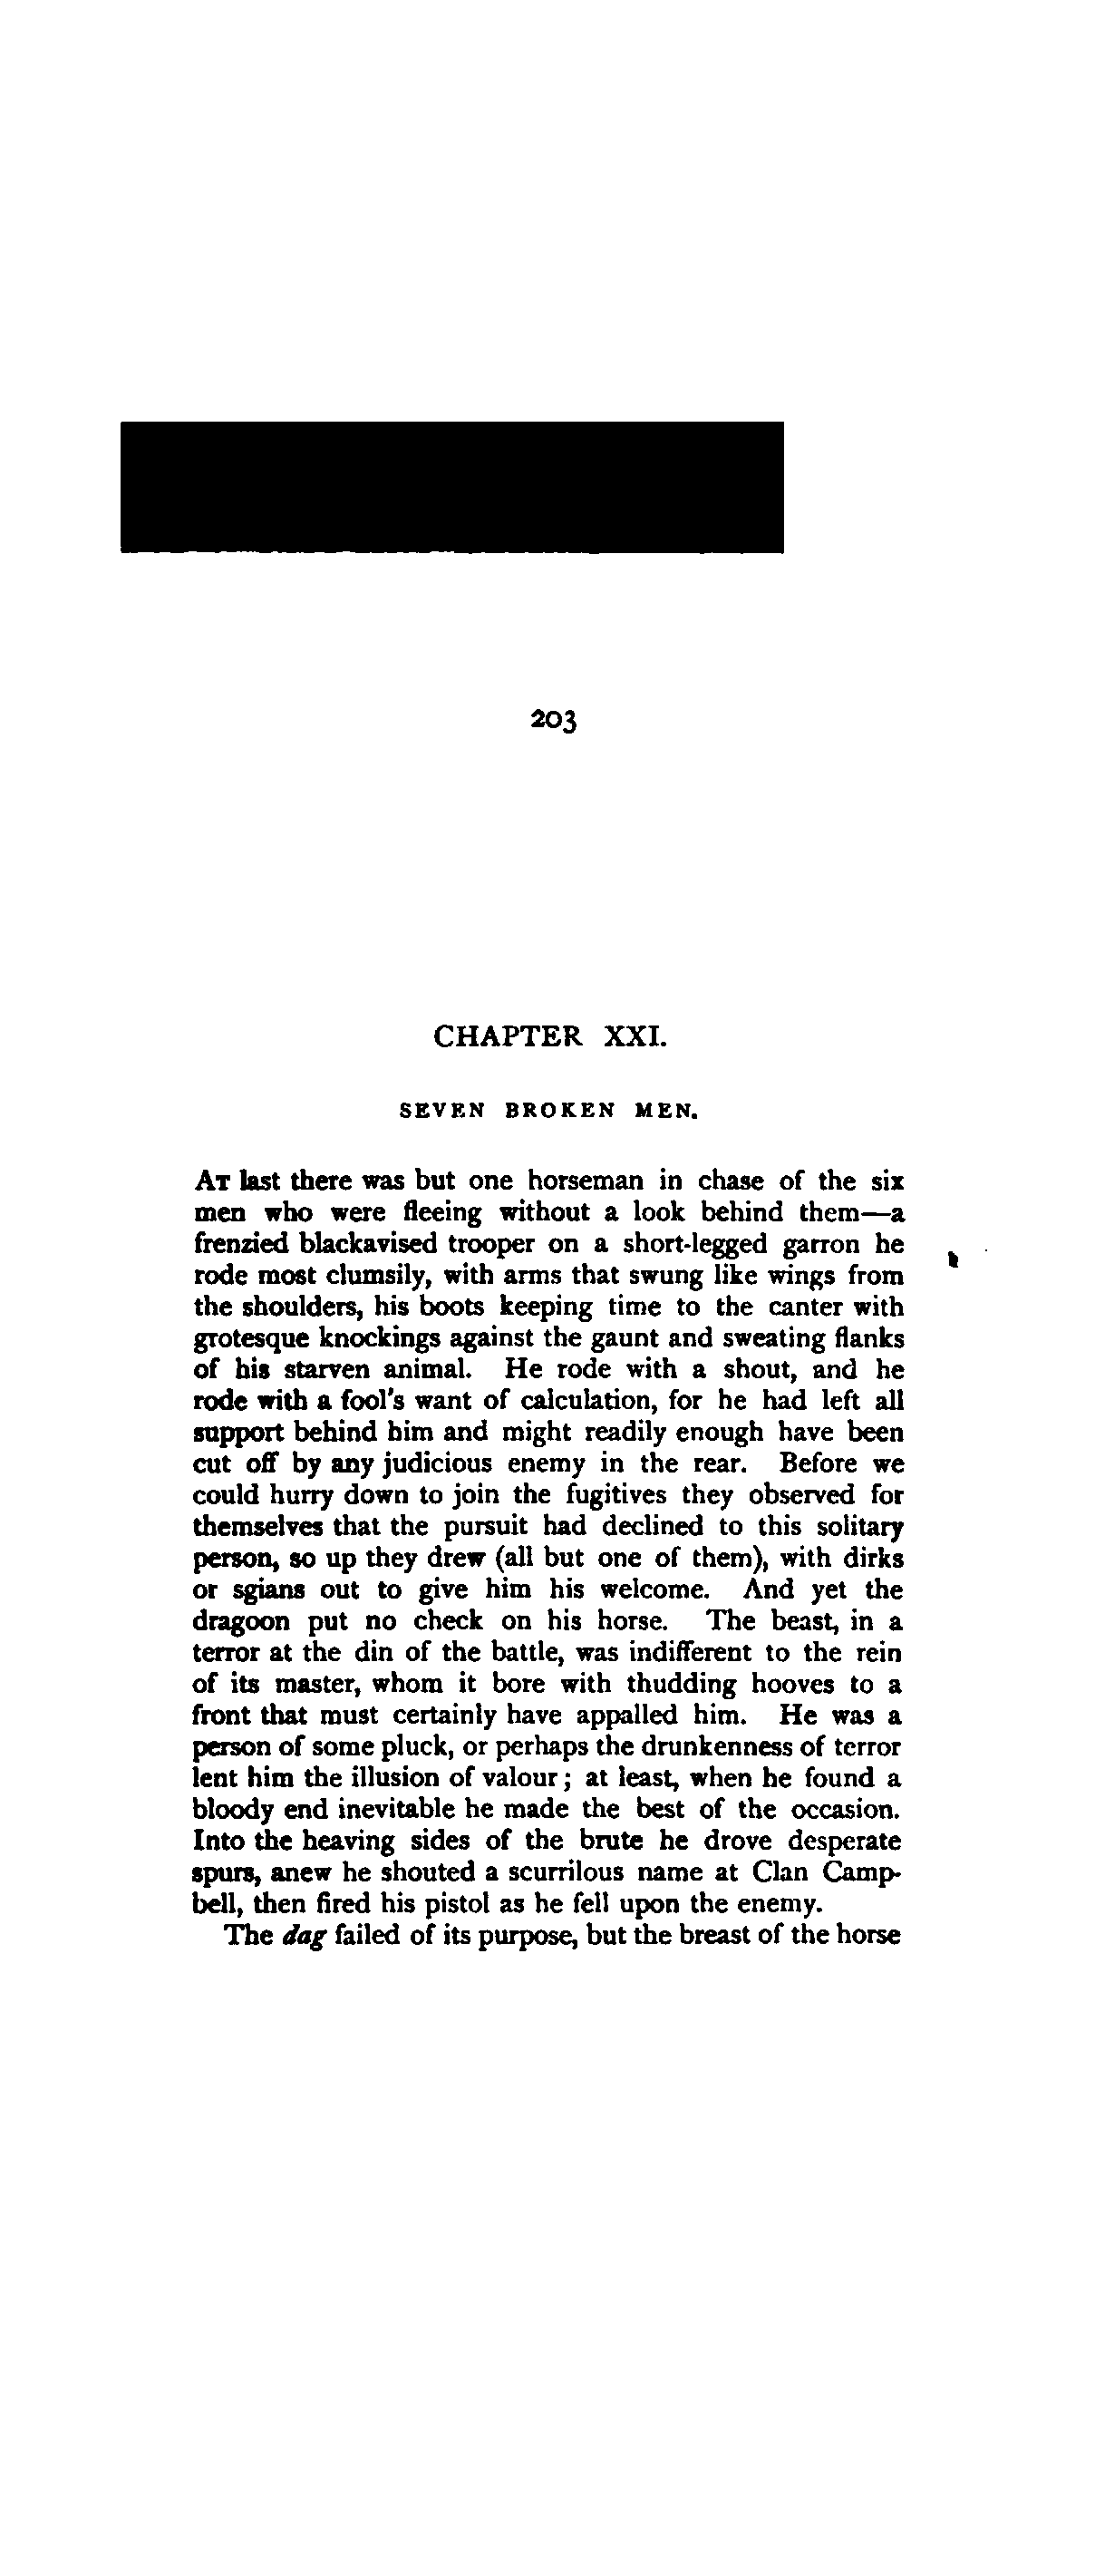 203
CHAPTER XXI.
SEVEN BROKEN MEN.
AT last there was but one horseman in chase of the six
men who were fleeing without a look behind them—a
frenzied blackavised trooper on a short-legged garron he
rode most clumsily, with arms that swung like wings from
the shoulders, his boots keeping time to the canter with
grotesque knockings against the gaunt and sweating flanks
of his starven animal. He rode with a shout, and he
rode with a fool's want of calculation, for he had left all
support behind him and might readily enough have been
cut off by any judicious enemy in the rear. Before we
could hurry down to join the fugitives they observed for
themselves that the pursuit had declined to this solitary
person, so up they drew (all but one of them), with dirks
or sgians out to give him his welcome. And yet the
dragoon put no check on his horse. The beast, in a
terror at the din of the battle, was indifferent to the rein
of its master, whom it bore with thudding hooves to a
front that must certainly have appalled him. He was a
person of some pluck, or perhaps the drunkenness of terror
lent him the illusion of valour; at least, when he found a
bloody end inevitable he made the best of the occasion.
Into the heaving sides of the brute he drove desperate
spurs, anew he shouted a scurrilous name at Clan Camp-
bell, then fired his pistol as he fell upon the enemy.
The dag failed of its purpose, but the breast of the horse